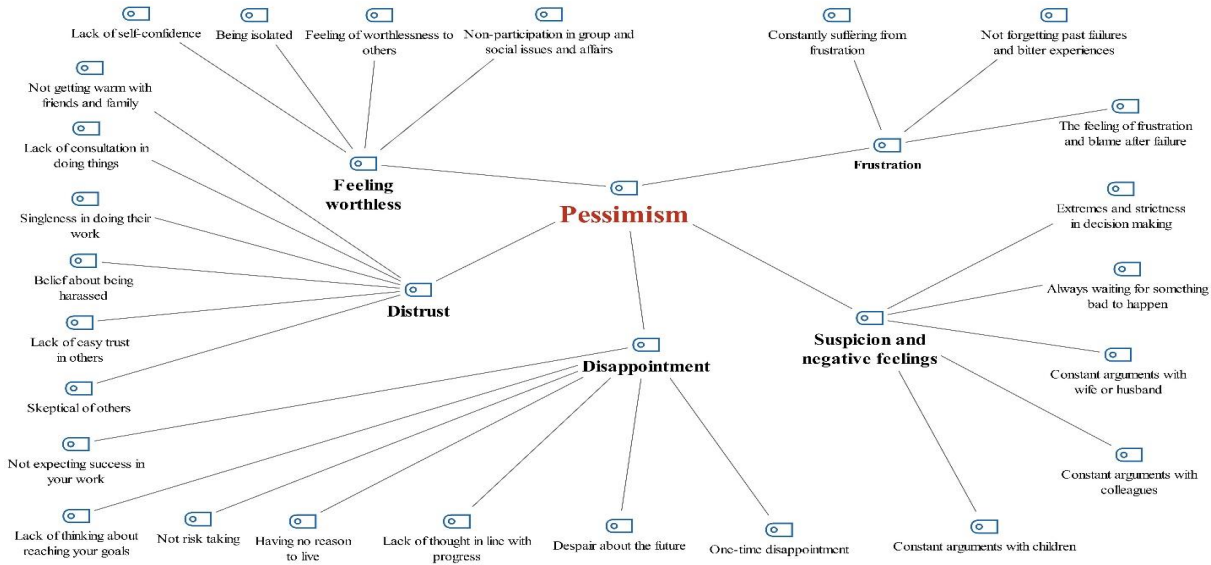 Lack of self-confidence
Being isolated
Feeling of worthlessness to
others
Non-participation in group and
social issues and affairs
Constantly suffering from
frustration
Not forgetting past failures
and bitter experiences
Not getting warm with
friends and family
The feeling of frustration
and blame after failure
Lack of consultation in
doing things
Frustration
Feeling
worthless
Pessimism
Singleness in doing their
work
Extremes and strictness
in decision making
Belief about being
harassed
Always waiting for something
bad to happen
Distrust
Lack of easy trust
in others
Suspicion and
negative feelings
Disappointment
Constant arguments with
wife or husband
Skeptical of others
Not expecting success in
your work
Constant arguments with
colleagues
Lack of thinking about
reaching your goals
Not risk taking
Having no reason
to live
Lack of thought in line with
progress
Despair about the future
One-time disappointment
Constant arguments with children